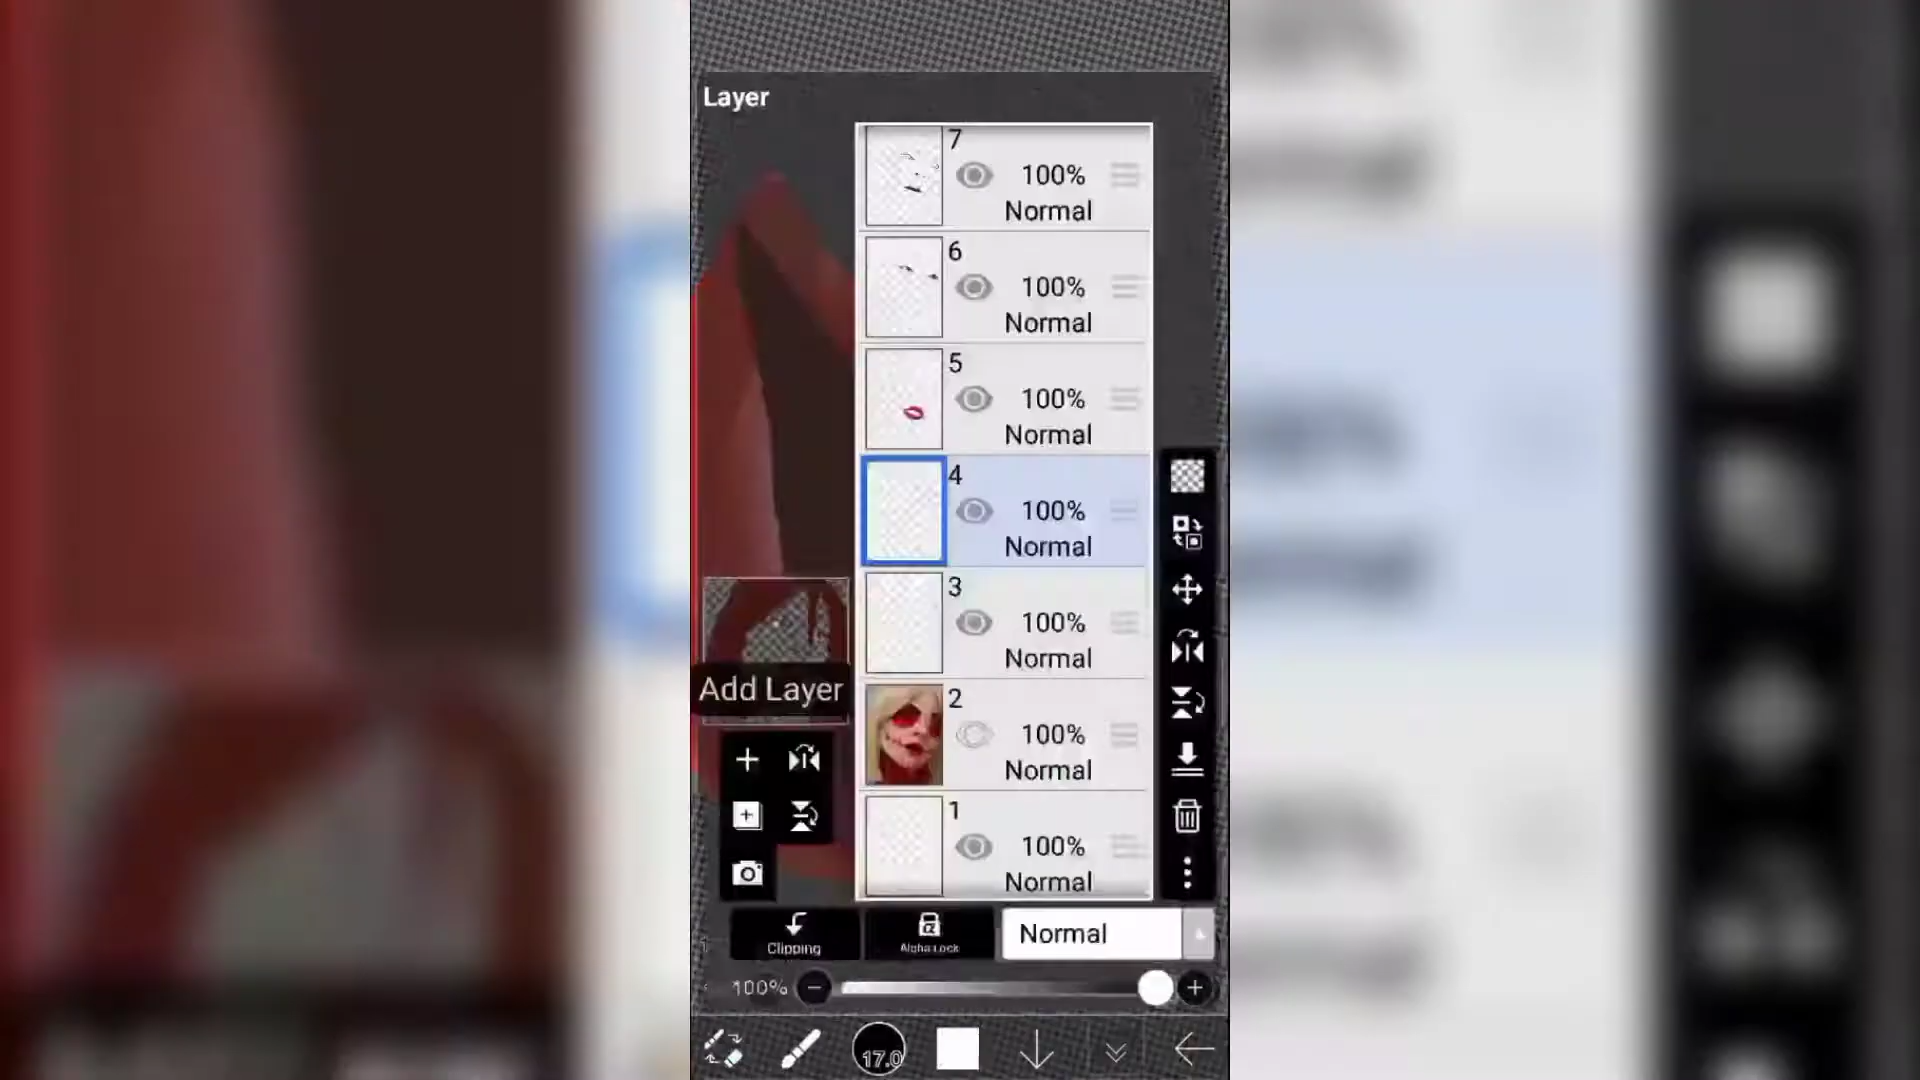 Layer
7
100%
Normal
6
100%
Normal
5
100%
Normal
4
100%
Normal
3
100%
Normal
Add Layer
2
100%
Normal
1
100%
Normal
Clipping
Alpha Lock
Normal
100%
17.0